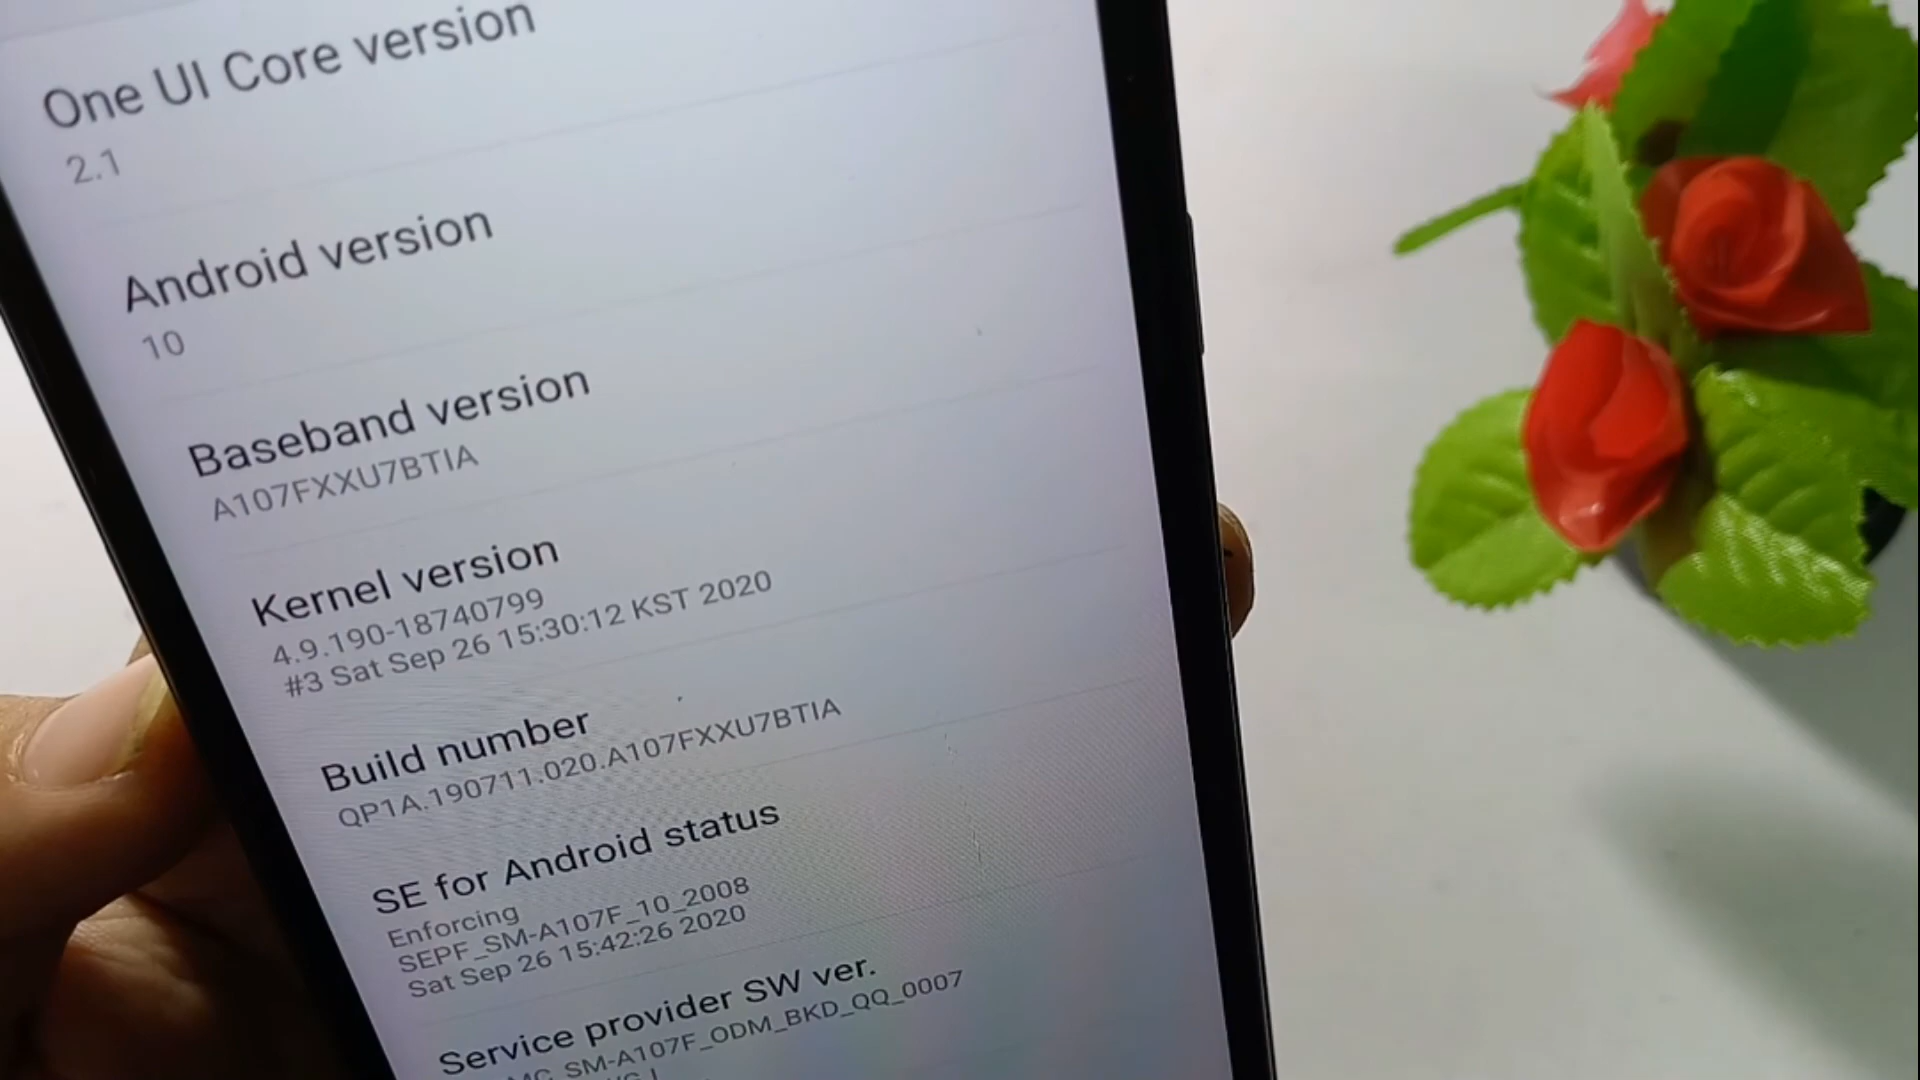 One UI Core version
2.1
Android version
10
Baseband version
A107FXXU7BTIA
Kernel version
4.9.190-18740799
#3 Sat Sep 26 15:30:12 KST 2020
Build number
QP1A.190711.020.A107FXXU7BTIA
SE for Android status
Enforcing
SEPF_SM-A107F_10_2008
Sat Sep 26 15:42:26 2020
Service provider SW ver.
SM-A107F_ODM_BKD_QQ_0007